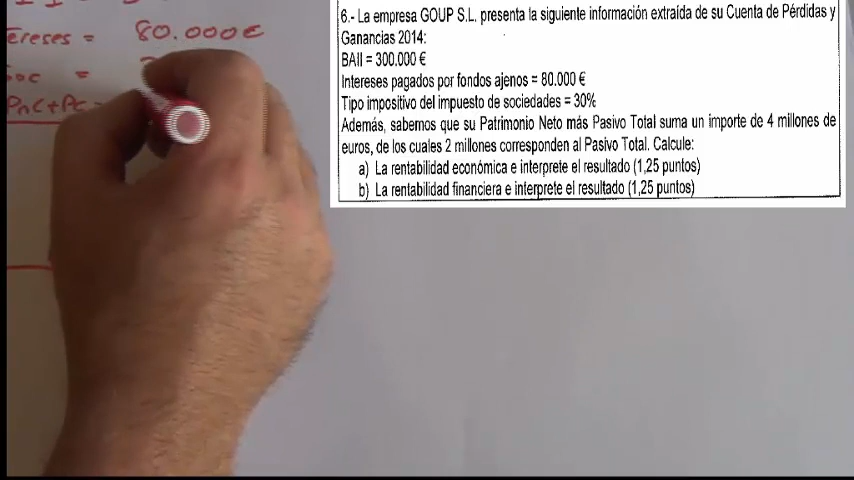 6.- La empresa GOUP S.L. presenta la siguiente información extraída de su Cuenta de Pérdidas y
Ganancias 2014:
BAII = 300.000 €
Intereses pagados por fondos ajenos = 80.000 €
Tipo impositivo del impuesto de sociedades = 30%
Además, sabemos que su Patrimonio Neto más Pasivo Total suma un importe de 4 millones de
euros, de los cuales 2 millones corresponden al Pasivo Total. Calcule:
a) La rentabilidad económica e interprete el resultado (1,25 puntos)
b) La rentabilidad financiera e interprete el resultado (1,25 puntos)
ereses = 80.000€
=
PnC+PC =